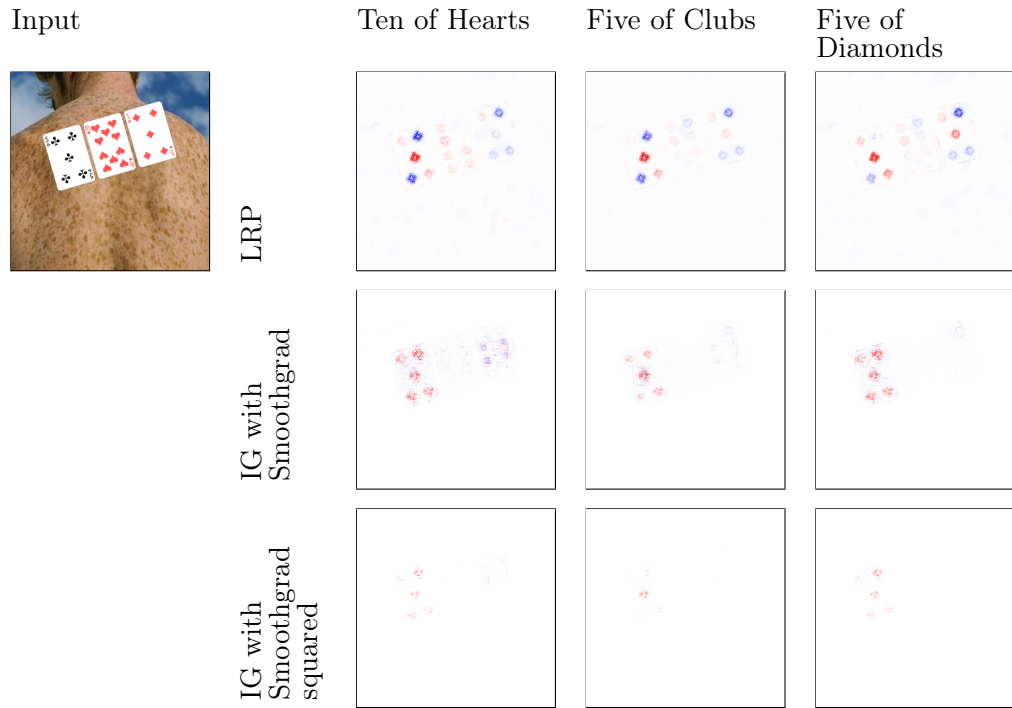 Input
Ten of Hearts
Five of Clubs
Five of
Diamonds
LRP
IG with
Smoothgrad
IG with
Smoothgrad
squared